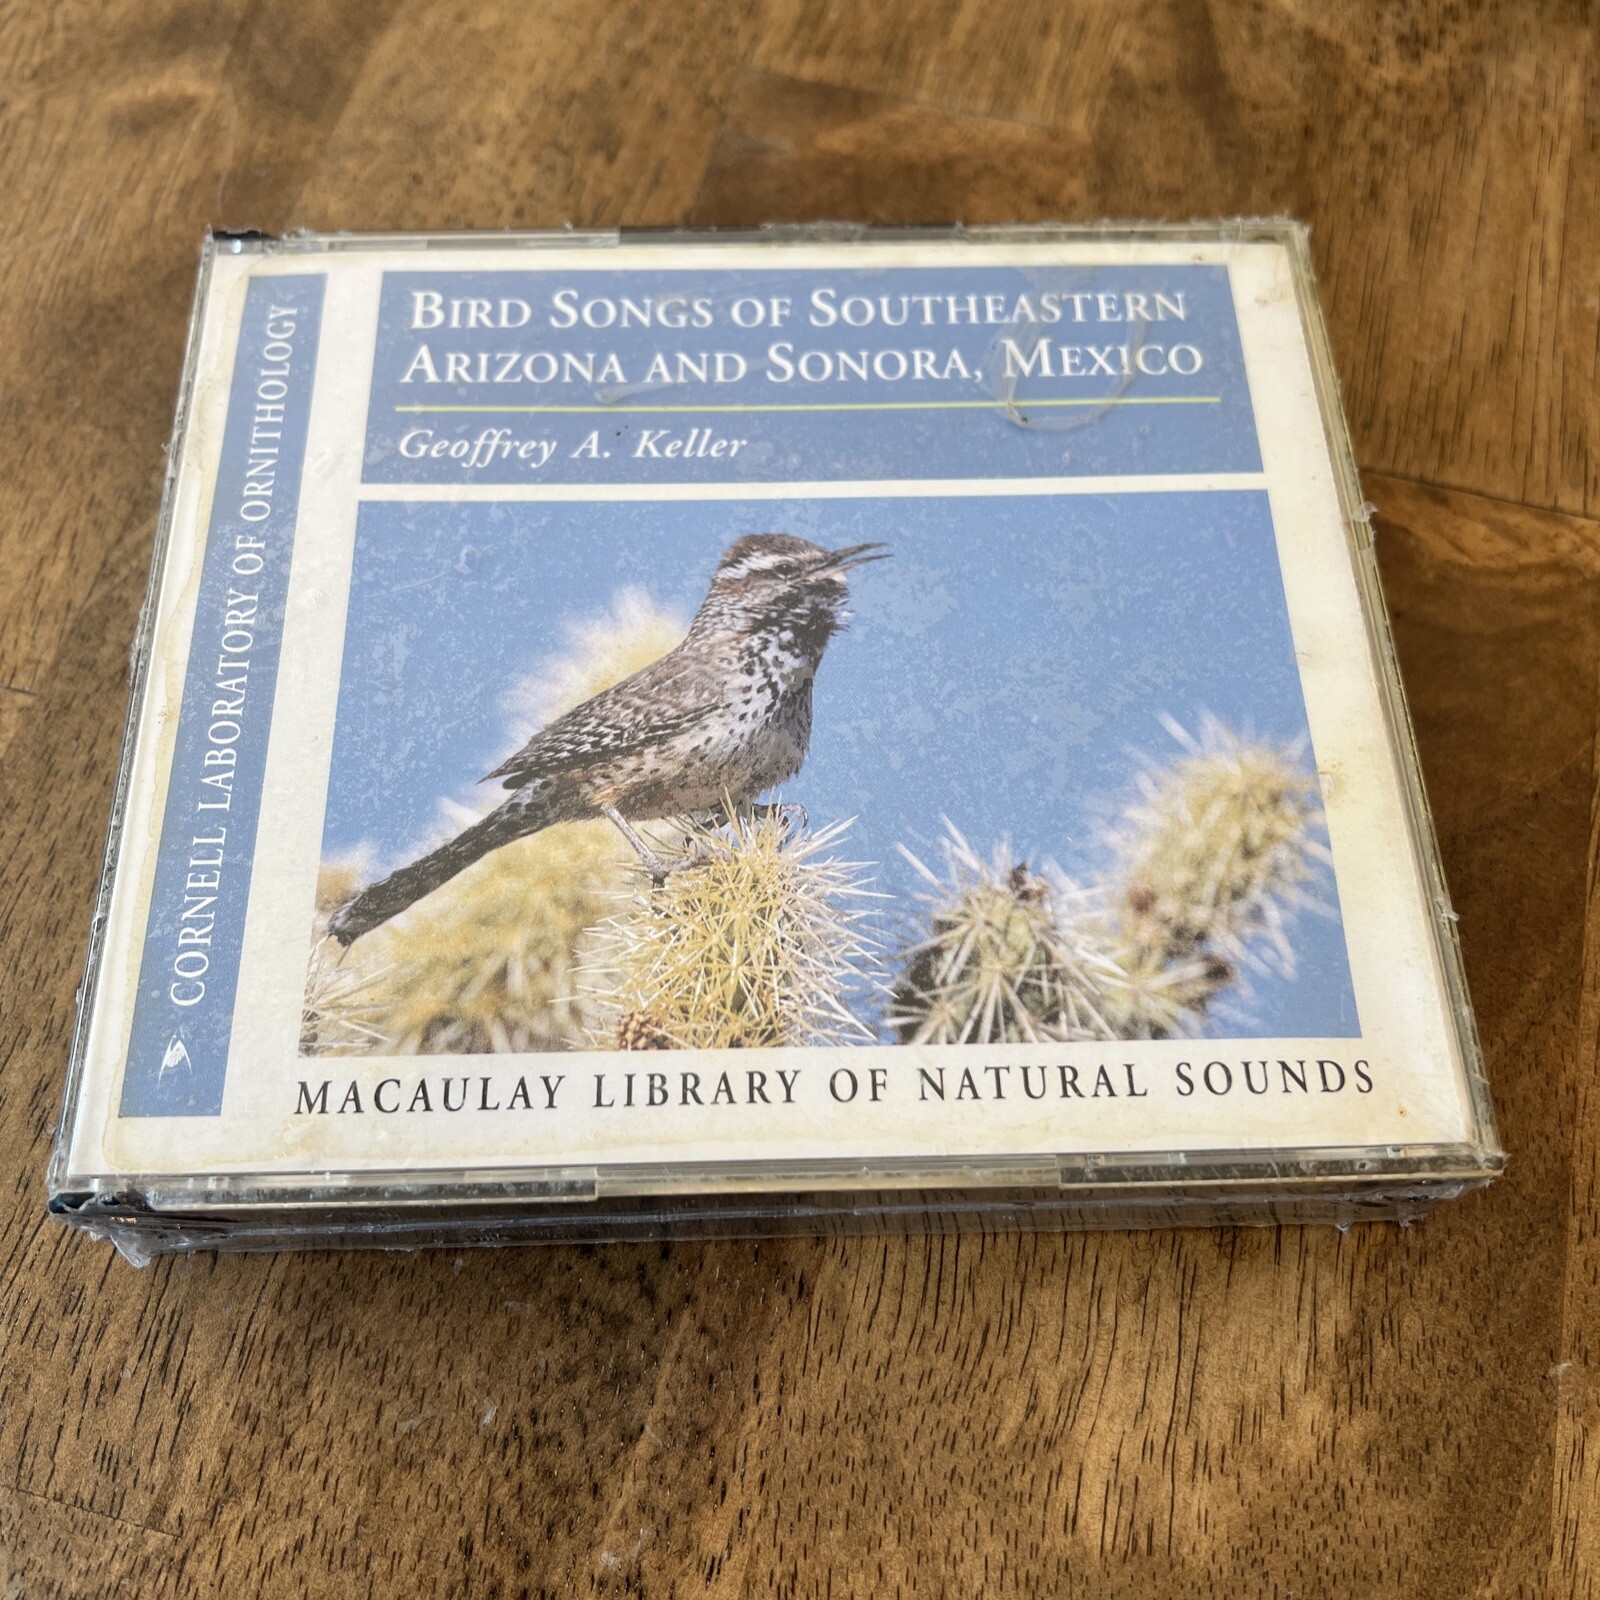 BIRD SONGS OF SOUTHEASTERN
ARIZONA AND SONORA, MEXICO
Geoffrey A. Keller
CORNELL LABORATORY OF ORNITHOLOGY
MACAULAY LIBRARY OF NATURAL SOUNDS